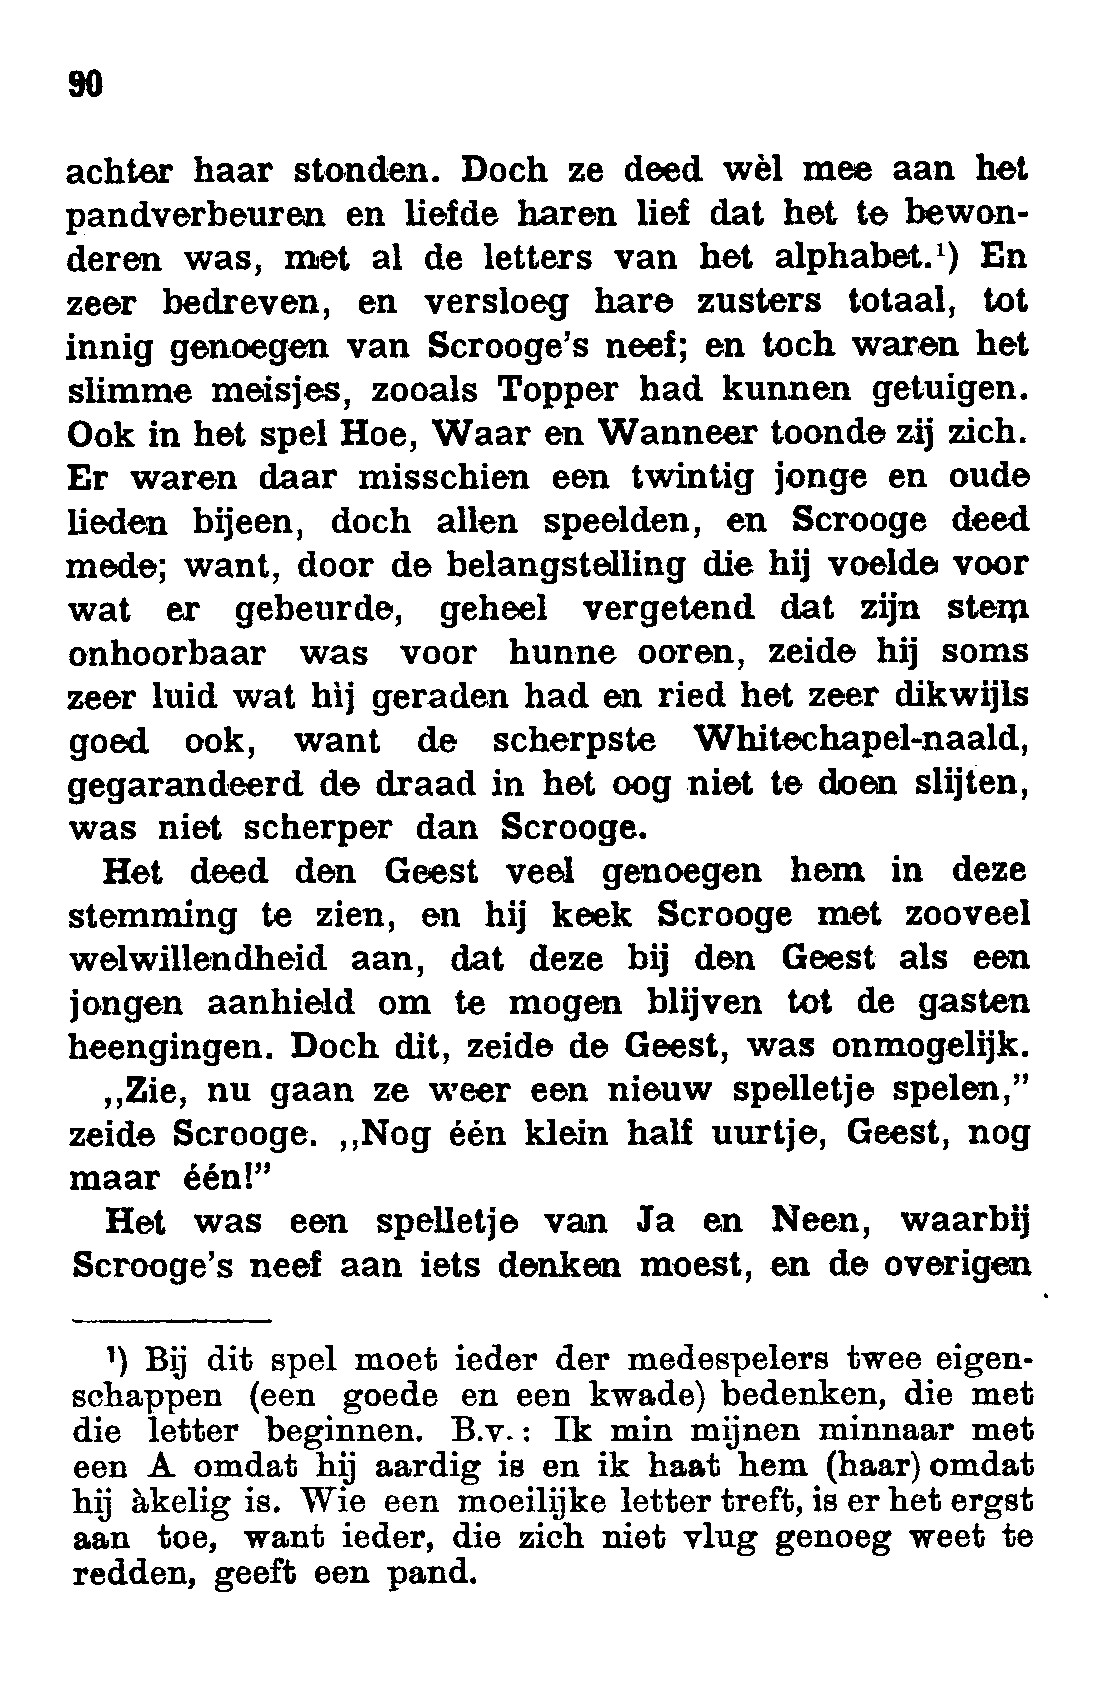 90
achter haar stonden. Doch ze deed wèl mee aan het
pandverbeuren en liefde haren lief dat het te bewon-
deren was, met al de letters van het alphabet.¹) En
zeer bedreven, en versloeg hare zusters totaal, tot
innig genoegen van Scrooge's neef; en toch waren het
slimme meisjes, zooals Topper had kunnen getuigen.
Ook in het spel Hoe, Waar en Wanneer toonde zij zich.
Er waren daar misschien een twintig jonge en oude
lieden bijeen, doch allen speelden, en Scrooge deed
mede; want, door de belangstelling die hij voelde voor
wat er gebeurde, geheel vergetend dat zijn stem
onhoorbaar was voor hunne ooren, zeide hij soms
zeer luid wat hij geraden had en ried het zeer dikwijls
goed ook, want de scherpste Whitechapel-naald,
gegarandeerd de draad in het oog niet te doen slijten,
was niet scherper dan Scrooge.
Het deed den Geest veel genoegen hem in deze
stemming te zien, en hij keek Scrooge met zooveel
welwillendheid aan, dat deze bij den Geest als een
jongen aanhield om te mogen blijven tot de gasten
heengingen. Doch dit, zeide de Geest, was onmogelijk.
,,Zie, nu gaan ze weer een nieuw spelletje spelen,”
zeide Scrooge. ,,Nog één klein half uurtje, Geest, nog
maar één!”
Het was een spelletje van Ja en Neen, waarbij
Scrooge's neef aan iets denken moest, en de overigen
¹) Bij dit spel moet ieder der medespelers twee eigen-
schappen (een goede en een kwade) bedenken, die met
die letter beginnen. B.v.: Ik min mijnen minnaar met
een A omdat hij aardig is en ik haat hem (haar) omdat
hij àkelig is. Wie een moeilijke letter treft, is er het ergst
aan toe, want ieder, die zich niet vlug genoeg weet te
redden, geeft een pand.